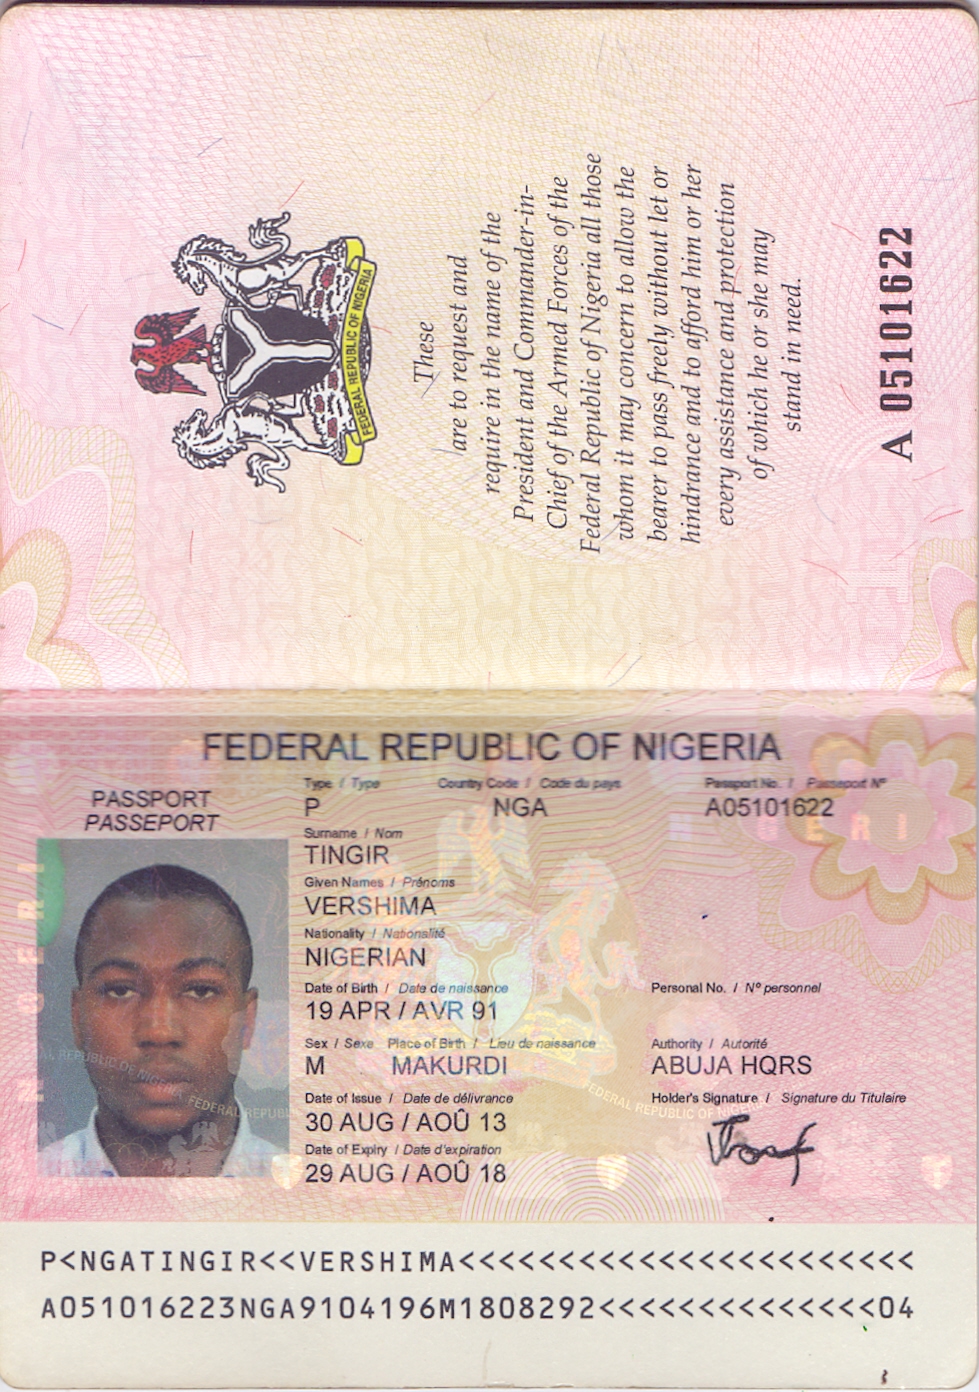 FEDERAL REPUBLIC OF NIGERIA
These
are to request and
require in the name of the
President and Commander-in-
Chief of the Armed Forces of the
Federal Republic of Nigeria all those
whom it may concern to allow the
bearer to pass freely without let or
hindrance and to afford him or her
every assistance and protection
of which he or she may
stand in need.
A 05101622
FEDERAL REPUBLIC OF NIGERIA
PASSPORT
PASSEPORT
Type / Type Country Code / Code du pays Passport No. / Passeport Nº
P NGA A05101622
Surname / Nom
TINGIR
Given Names / Prénoms
VERSHIMA
Nationality / Nationalité
NIGERIAN
Date of Birth / Date de naissance Personal No. / Nº personnel
19 APR / AVR 91
Sex / Sexe Place of Birth / Lieu de naissance Authority / Autorité
M MAKURDI ABUJA HQRS
Date of Issue / Date de délivrance Holder's Signature / Signature du Titulaire
30 AUG / AOÛ 13
Date of Expiry / Date d'expiration
29 AUG / AOÛ 18
P<NGATINGIR<<VERSHIMA<<<<<<<<<<<<<<<<<<<<<<<
A051016223NGA9104196M1808292<<<<<<<<<<<<<<04